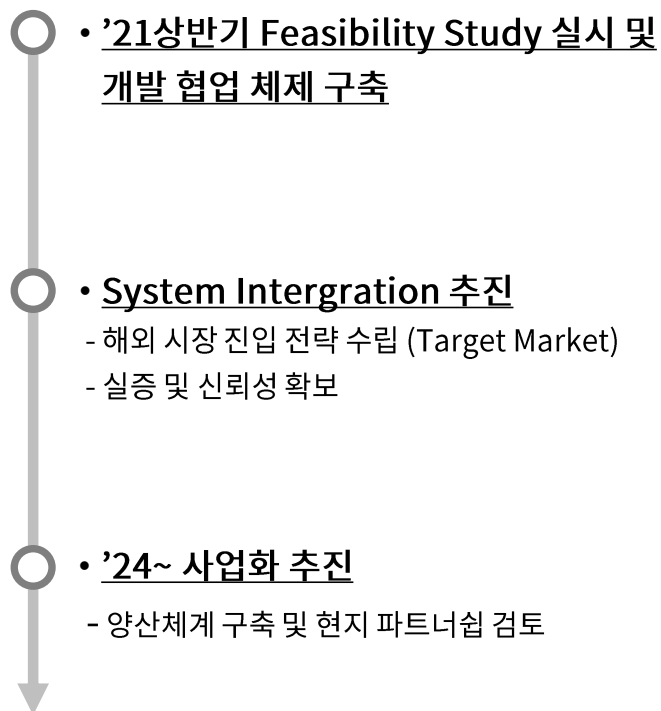 • ’21상반기 Feasibility Study 실시 및
개발 협업 체제 구축
• System Intergration 추진
- 해외 시장 진입 전략 수립 (Target Market)
- 실증 및 신뢰성 확보
• ’24~ 사업화 추진
- 양산체계 구축 및 현지 파트너쉽 검토